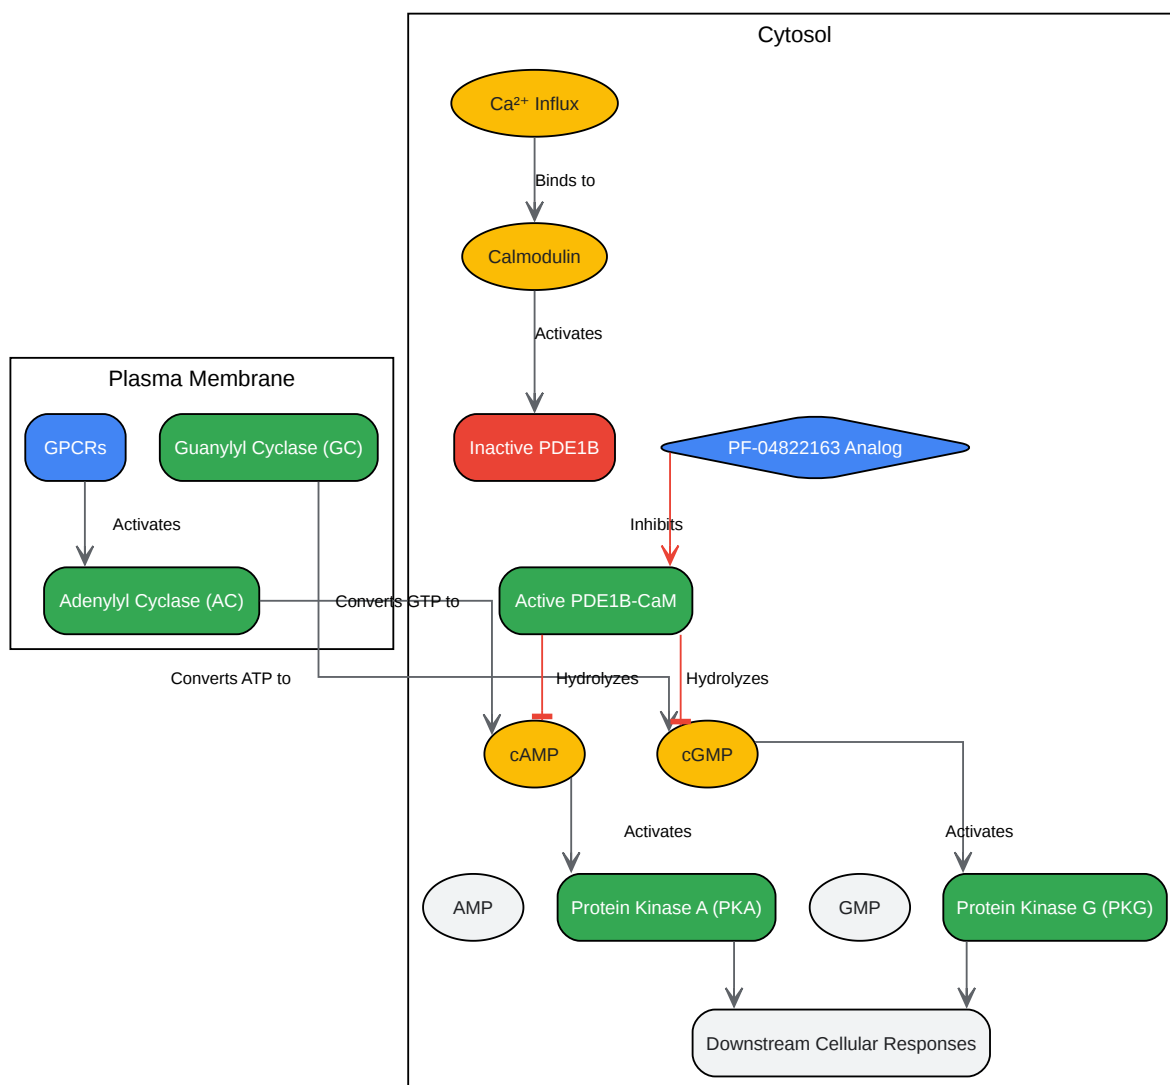 Cytosol
Ca²⁺ Influx
Binds to
Calmodulin
Activates
Plasma Membrane
GPCRs
Guanylyl Cyclase (GC)
Inactive PDE1B
PF-04822163 Analog
Activates
Inhibits
Adenylyl Cyclase (AC)
Converts GTP to
Active PDE1B-CaM
Converts ATP to
Hydrolyzes
Hydrolyzes
cAMP
cGMP
Activates
Activates
AMP
Protein Kinase A (PKA)
GMP
Protein Kinase G (PKG)
Downstream Cellular Responses